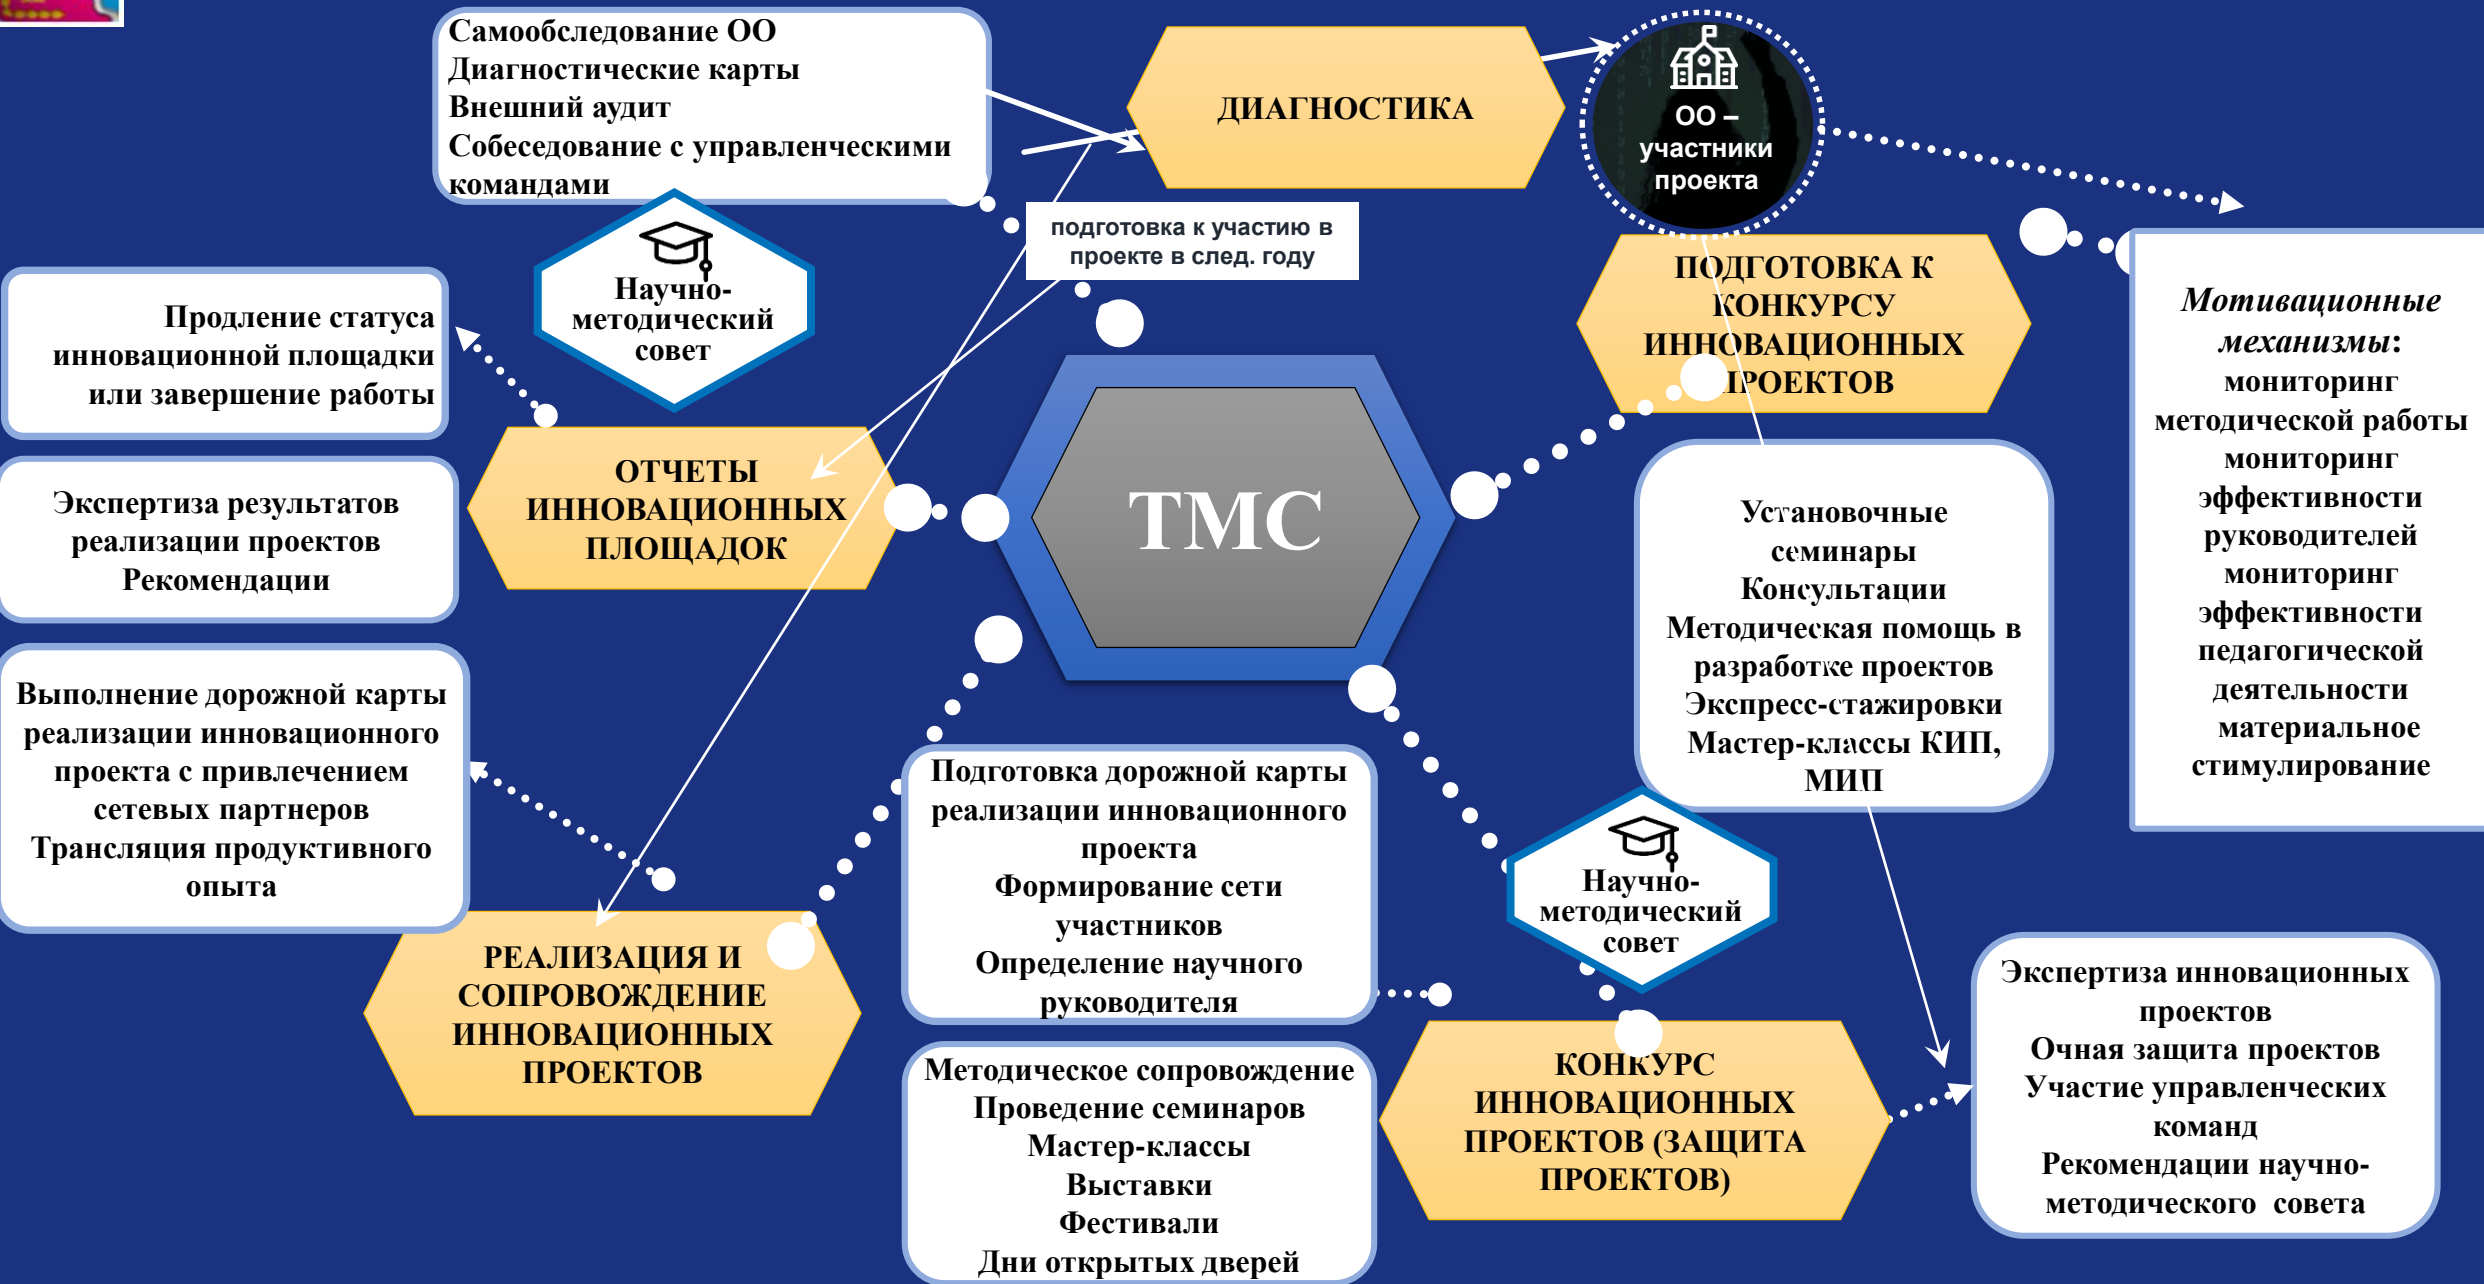 Самообследование ОО
Диагностические карты
Внешний аудит
Собеседование с управленческими
командами
ДИАГНОСТИКА
ОО –
участники
проекта
подготовка к участию в
проекте в след. году
Научно-
методический
совет
ПОДГОТОВКА К
КОНКУРСУ
ИННОВАЦИОННЫХ
ПРОЕКТОВ
Мотивационные
механизмы:
мониторинг
методической работы
мониторинг
эффективности
руководителей
мониторинг
эффективности
педагогической
деятельности
материальное
стимулирование
Продление статуса
инновационной площадки
или завершение работы
ОТЧЕТЫ
ИННОВАЦИОННЫХ
ПЛОЩАДОК
ТМС
Экспертиза результатов
реализации проектов
Рекомендации
Установочные
семинары
Консультации
Методическая помощь в
разработке проектов
Экспресс-стажировки
Мастер-классы КИП,
МИП
Выполнение дорожной карты
реализации инновационного
проекта с привлечением
сетевых партнеров
Трансляция продуктивного
опыта
Подготовка дорожной карты
реализации инновационного
проекта
Формирование сети
участников
Определение научного
руководителя
Научно-
методический
совет
РЕАЛИЗАЦИЯ И
СОПРОВОЖДЕНИЕ
ИННОВАЦИОННЫХ
ПРОЕКТОВ
Методическое сопровождение
Проведение семинаров
Мастер-классы
Выставки
Фестивали
Дни открытых дверей
КОНКУРС
ИННОВАЦИОННЫХ
ПРОЕКТОВ (ЗАЩИТА
ПРОЕКТОВ)
Экспертиза инновационных
проектов
Очная защита проектов
Участие управленческих
команд
Рекомендации научно-
методического совета